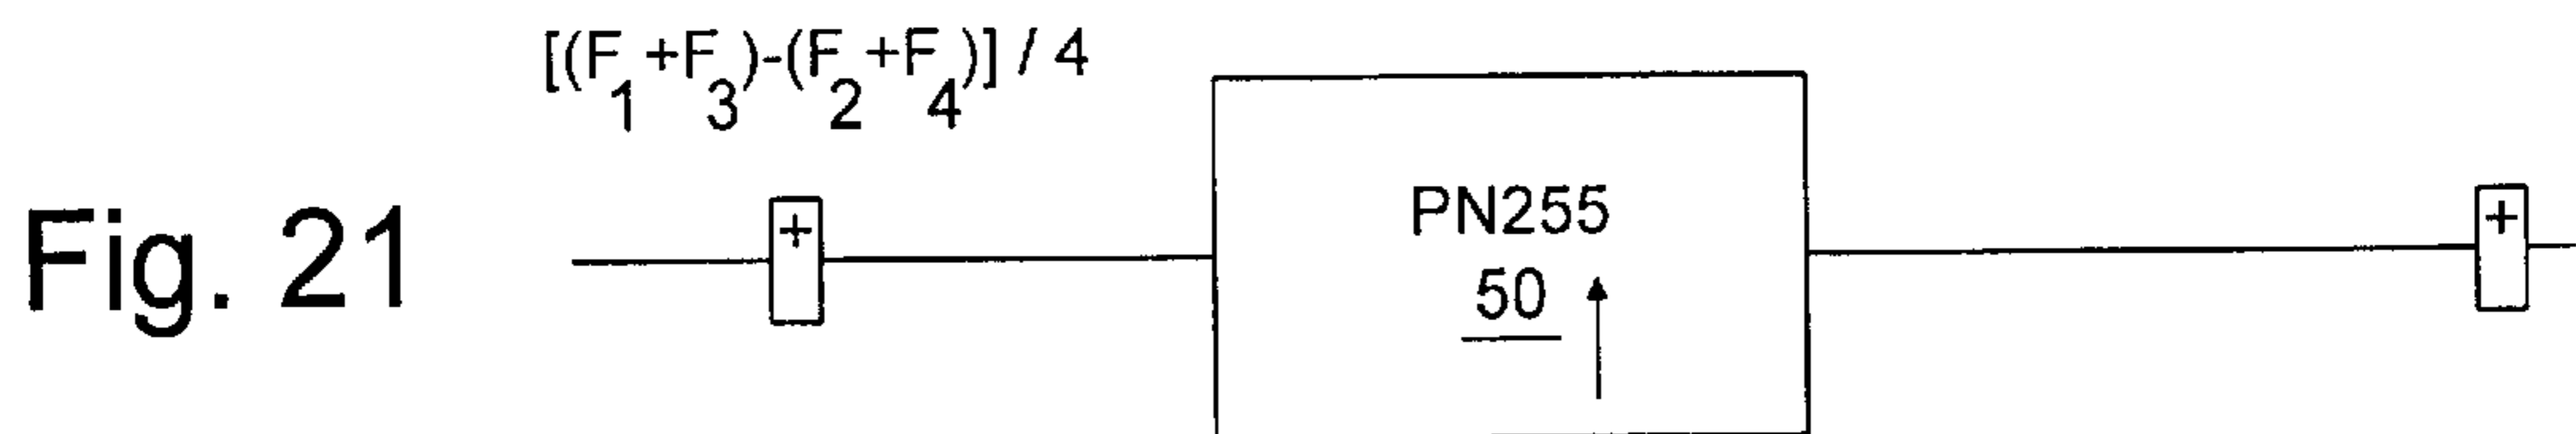 [(F₁+F₃)-(F₂+F₄)] / 4
Fig. 21
+
PN255
50
+